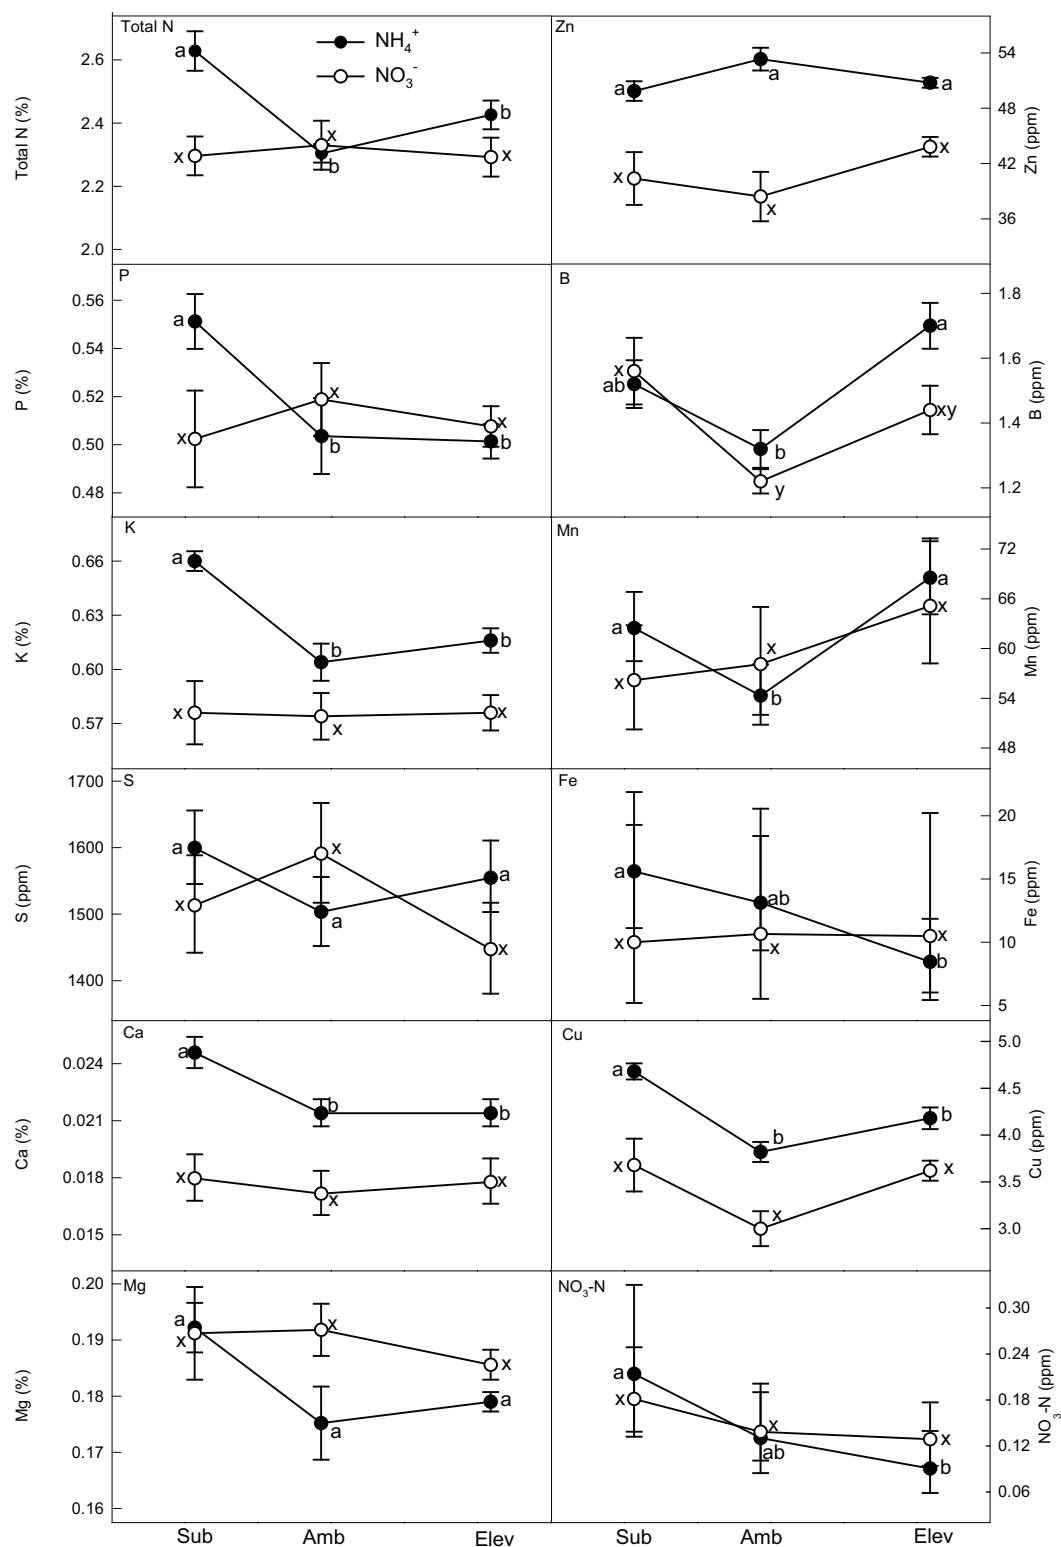 Total N
NH4+
NO3-
a
b
b
x
x
x
Total N (%)
2.6
2.4
2.2
2.0
Zn
a
a
a
x
x
x
54
48
42
36
Zn (ppm)
P
a
b
b
x
x
x
P (%)
0.56
0.54
0.52
0.50
0.48
B
x
ab
b
y
a
xy
1.8
1.6
1.4
1.2
B (ppm)
K
a
b
b
x
x
x
K (%)
0.66
0.63
0.60
0.57
Mn
a
x
x
b
a
x
72
66
60
54
48
Mn (ppm)
S
a
x
x
a
a
x
S (ppm)
1700
1600
1500
1400
Fe
a
x
ab
x
x
b
20
15
10
5
Fe (ppm)
Ca
a
b
b
x
x
x
Ca (%)
0.024
0.021
0.018
0.015
Cu
a
b
b
x
x
x
5.0
4.5
4.0
3.5
3.0
Cu (ppm)
Mg
a
x
x
a
x
a
Mg (%)
0.20
0.19
0.18
0.17
0.16
NO3-N
a
x
x
ab
x
b
0.30
0.24
0.18
0.12
0.06
NO3-N (ppm)
Sub Amb Elev Sub Amb Elev